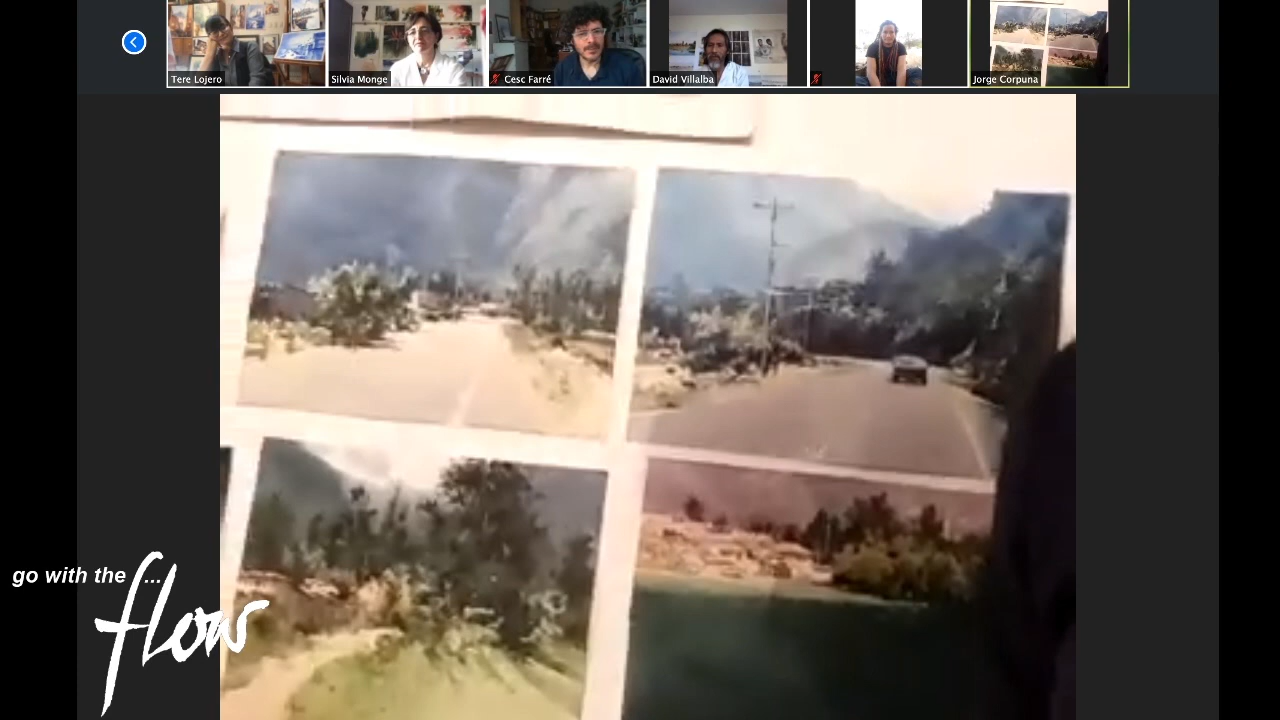 Tere Lojero
Silvia Monge
Cesc Farré
David Villalba
Jorge Corpuna
go with the ...
flow